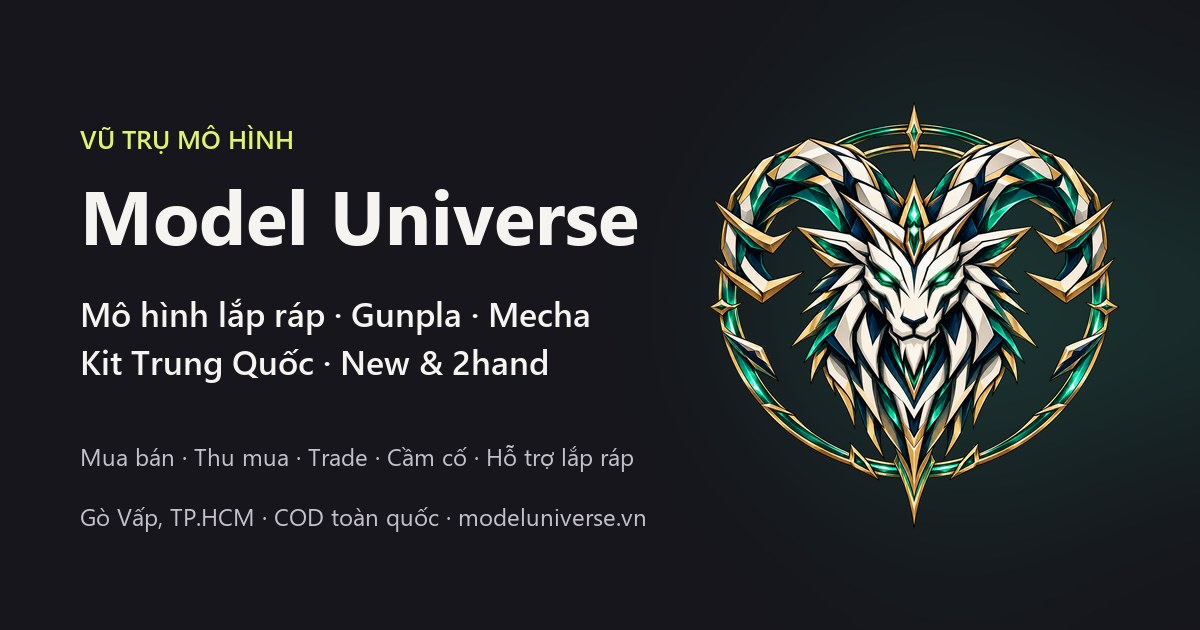 VŨ TRỤ MÔ HÌNH
Model Universe
Mô hình lắp ráp · Gunpla · Mecha
Kit Trung Quốc · New & 2hand
Mua bán · Thu mua · Trade · Cầm cố · Hỗ trợ lắp ráp
Gò Vấp, TP.HCM · COD toàn quốc · modeluniverse.vn